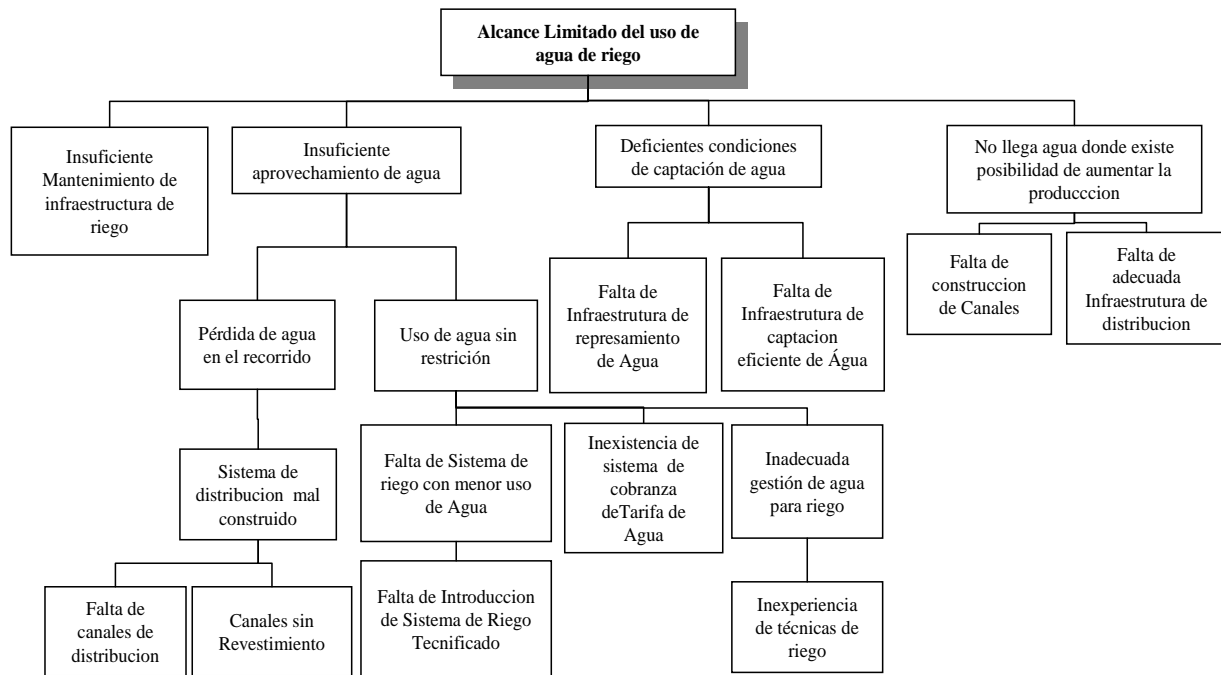 Alcance Limitado del uso de
agua de riego
Insuficiente
Mantenimiento de
infraestructura de
riego
Insuficiente
aprovechamiento de agua
Deficientes condiciones
de captación de agua
No llega agua donde existe
posibilidad de aumentar la
producccion
Pérdida de agua
en el recorrido
Uso de agua sin
restrición
Falta de
Infraestrutura de
represamiento
de Agua
Falta de
Infraestrutura de
captacion
eficiente de Água
Falta de
construccion
de Canales
Falta de
adecuada
Infraestrutura de
distribucion
Sistema de
distribucion mal
construido
Falta de Sistema de
riego con menor uso
de Agua
Inexistencia de
sistema de
cobranza
deTarifa de
Agua
Inadecuada
gestión de agua
para riego
Falta de
canales de
distribucion
Canales sin
Revestimiento
Falta de Introduccion
de Sistema de Riego
Tecnificado
Inexperiencia
de técnicas de
riego